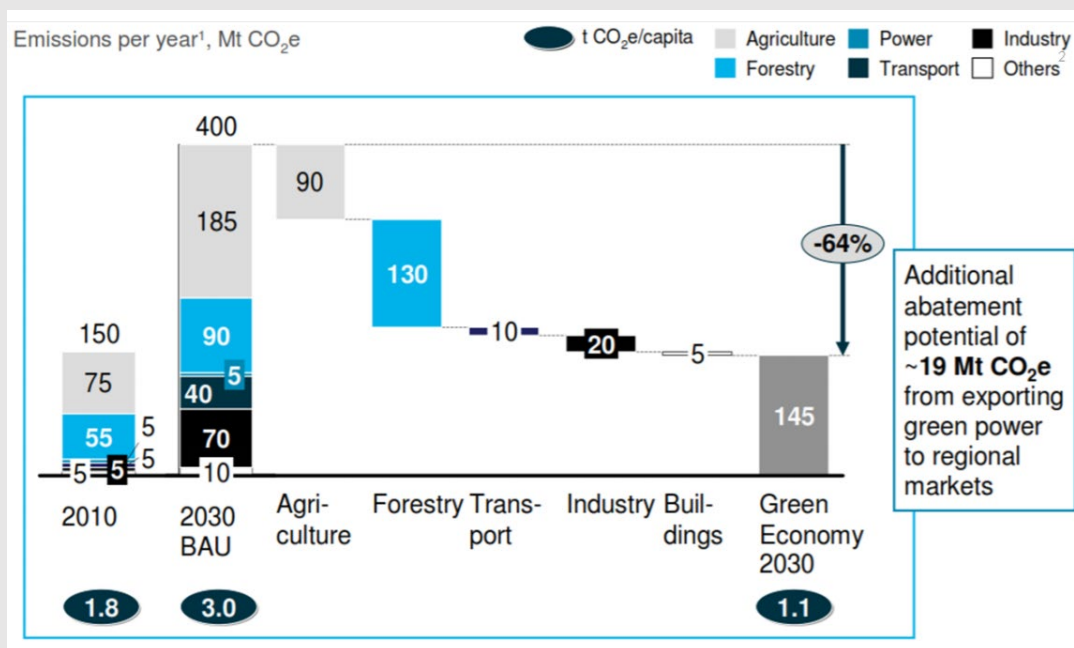 Emissions per year¹, Mt CO₂e
t CO₂e/capita
Agriculture
Power
Industry
Forestry
Transport
Others²
400
90
185
-64%
130
90
150
5
10
20
5
75
40
55
5
5
70
145
5
5
10
Additional
abatement
potential of
~19 Mt CO₂e
from exporting
green power
to regional
markets
2010
2030
BAU
Agri-
culture
Forestry
Trans-
port
Industry
Buil-
dings
Green
Economy
2030
1.8
3.0
1.1